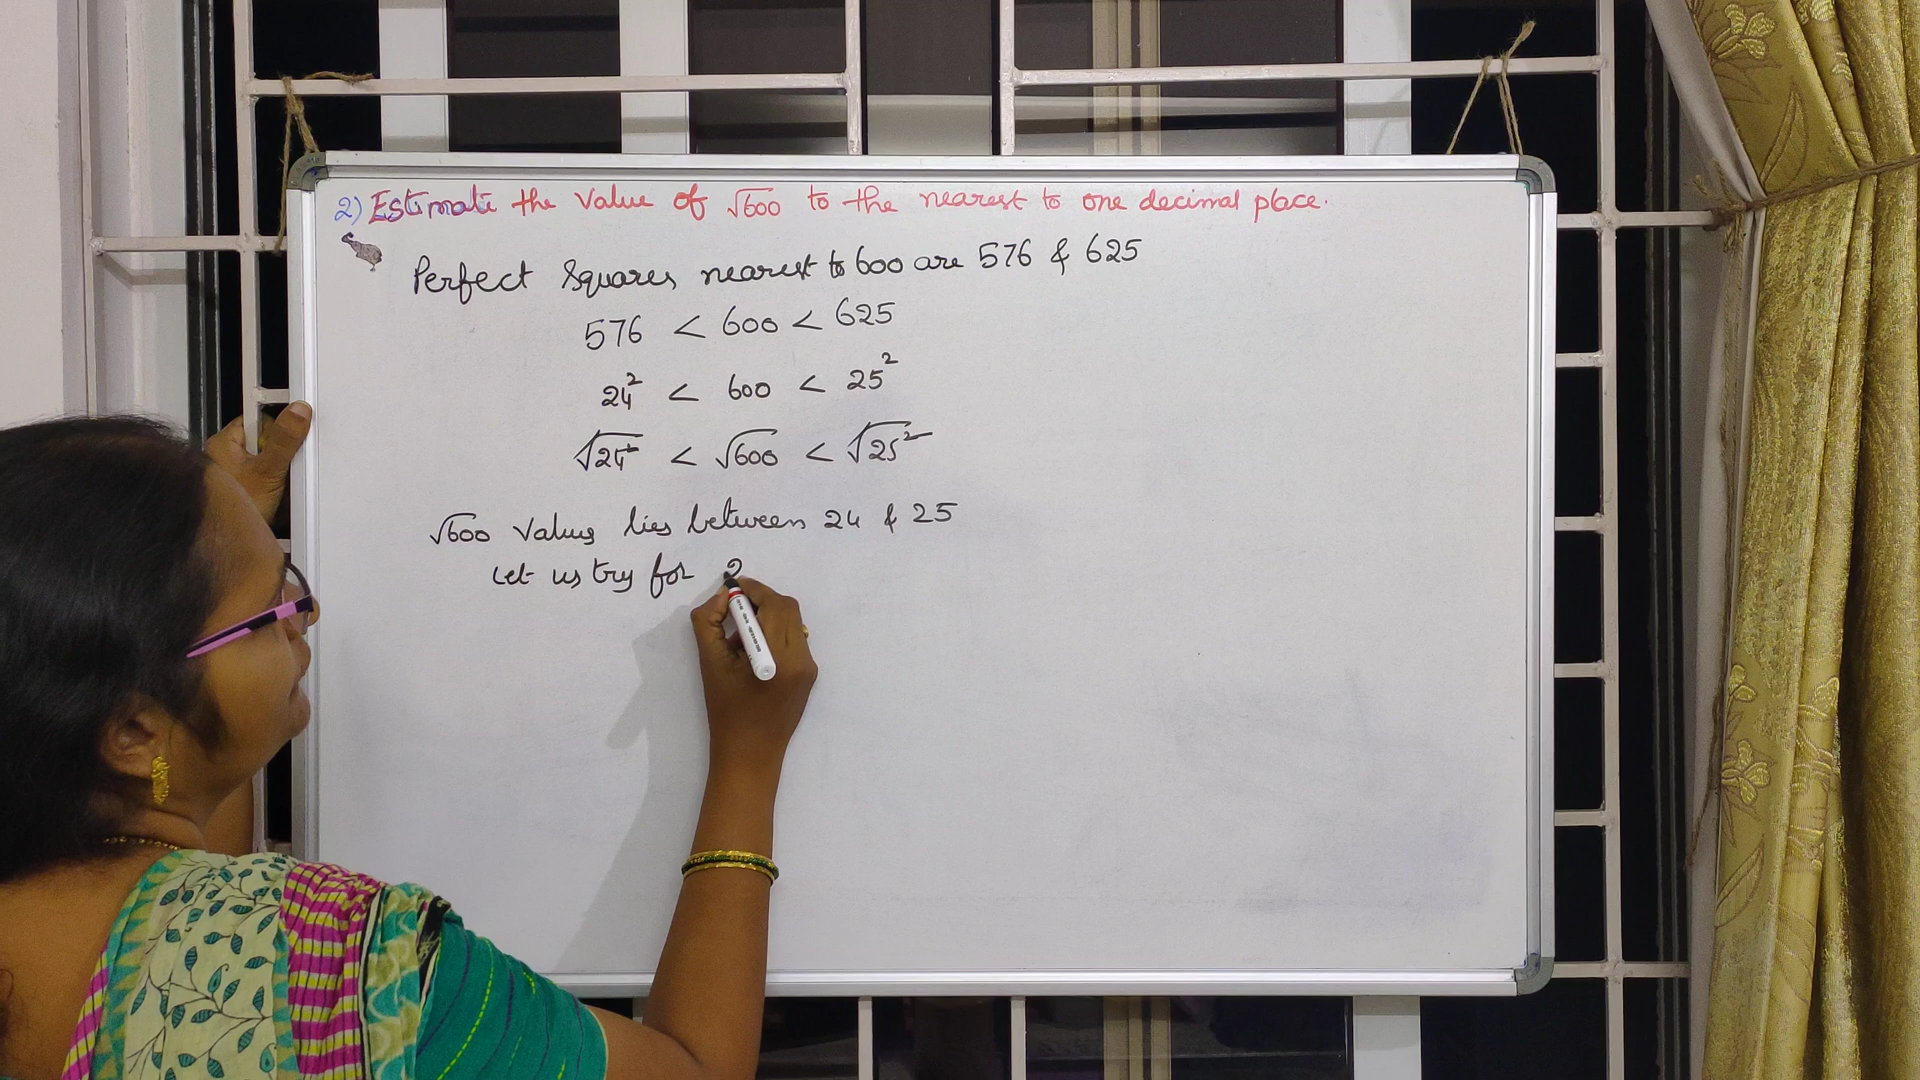 2) Estimate the value of √600 to the nearest to one decimal place.
Perfect Squares nearest to 600 are 576 & 625
576 < 600 < 625
24² < 600 < 25²
√24² < √600 < √25²
√600 Value lies between 24 & 25
Let us try for 2